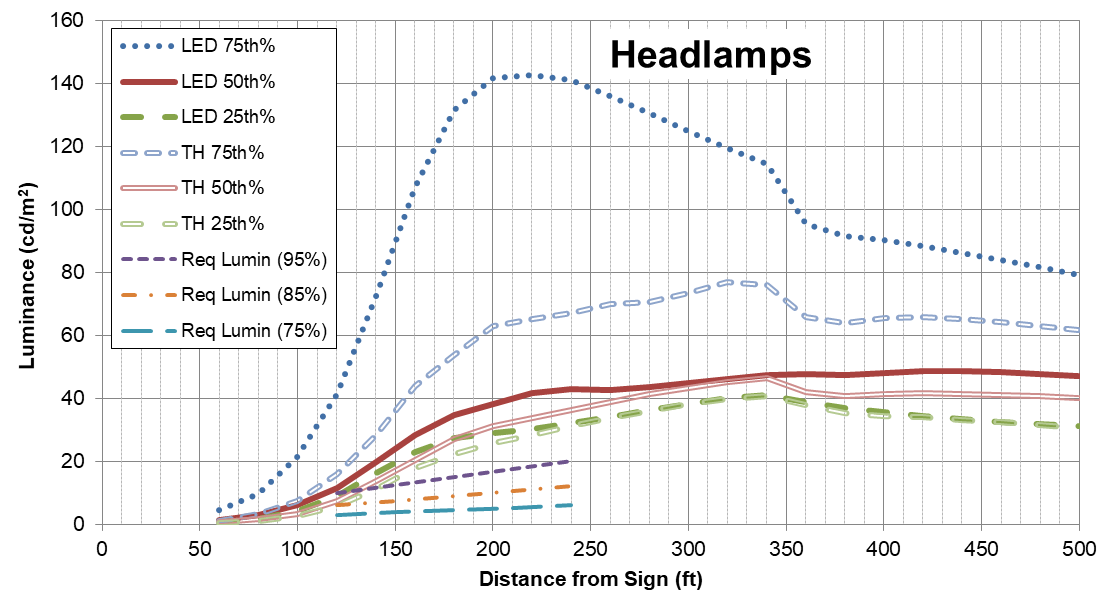 Headlamps
160
140
120
100
80
60
40
20
0
Luminance (cd/m²)
LED 75th%
LED 50th%
LED 25th%
TH 75th%
TH 50th%
TH 25th%
Req Lumin (95%)
Req Lumin (85%)
Req Lumin (75%)
0 50 100 150 200 250 300 350 400 450 500
Distance from Sign (ft)